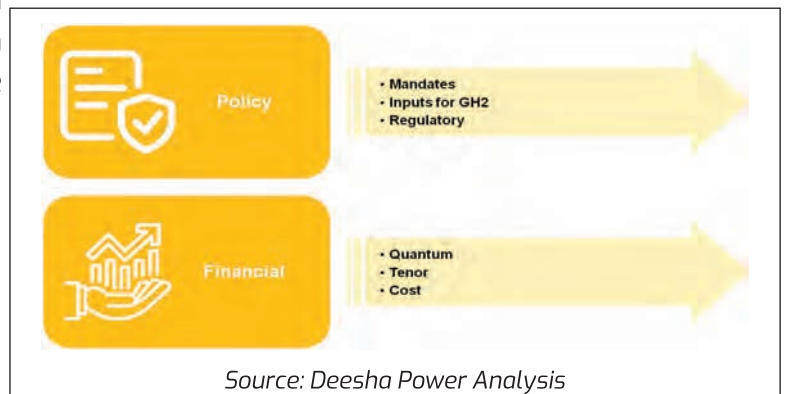 Policy
• Mandates
• Inputs for GH2
• Regulatory
Financial
• Quantum
• Tenor
• Cost
Source: Deesha Power Analysis